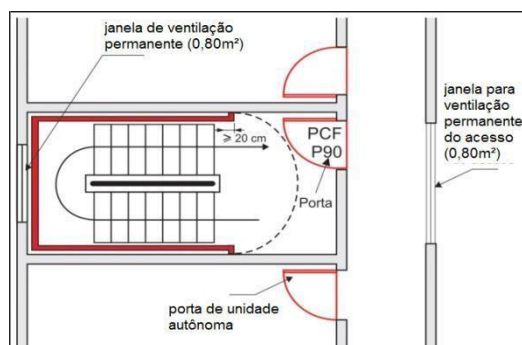 janela de ventilação
permanente (0,80m²)
janela para
ventilação
permanente
do acesso
(0,80m²)
⩾ 20 cm
PCF
P90
Porta
porta de unidade
autônoma